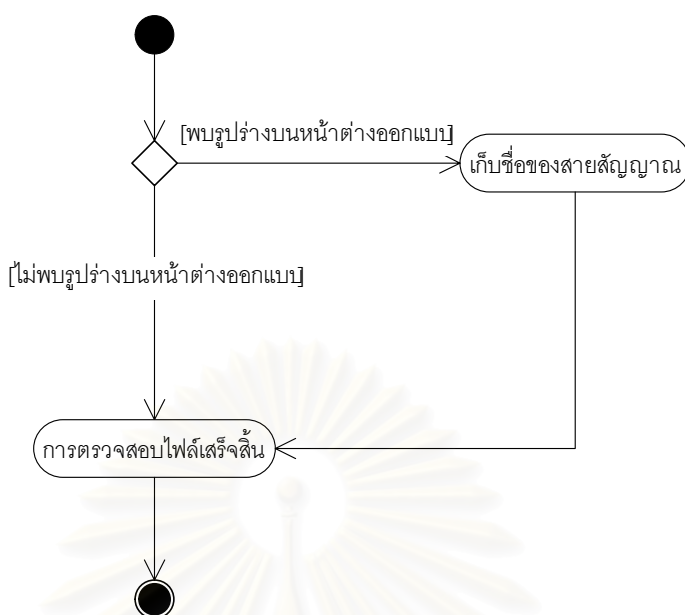 [พบรูปร่างบนหน้าต่างออกแบบ]
เก็บชื่อของสายสัญญาณ
[ไม่พบรูปร่างบนหน้าต่างออกแบบ]
การตรวจสอบไฟล์เสร็จสิ้น